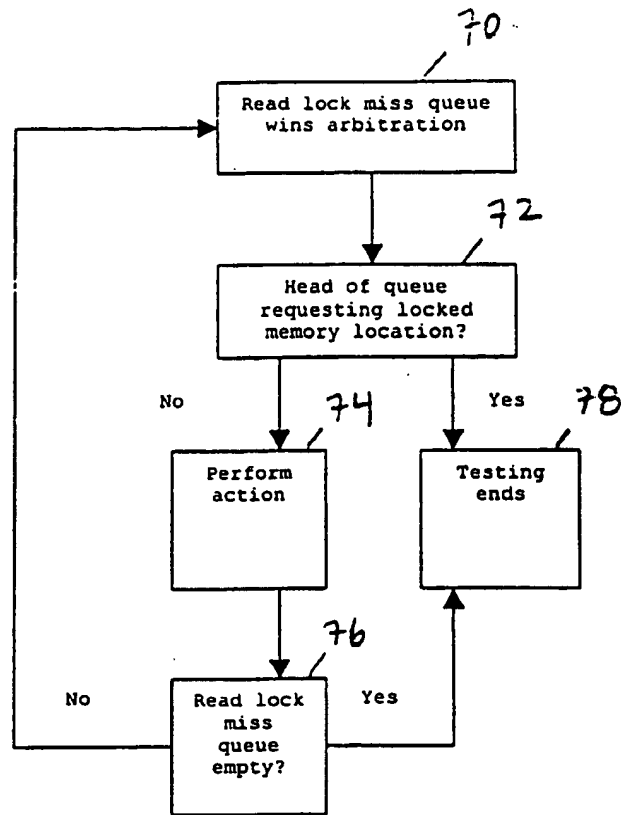 70
Read lock miss queue
wins arbitration
72
Head of queue
requesting locked
memory location?
No
74
Yes
78
Perform
action
Testing
ends
76
No
Read lock
miss
queue
empty?
Yes